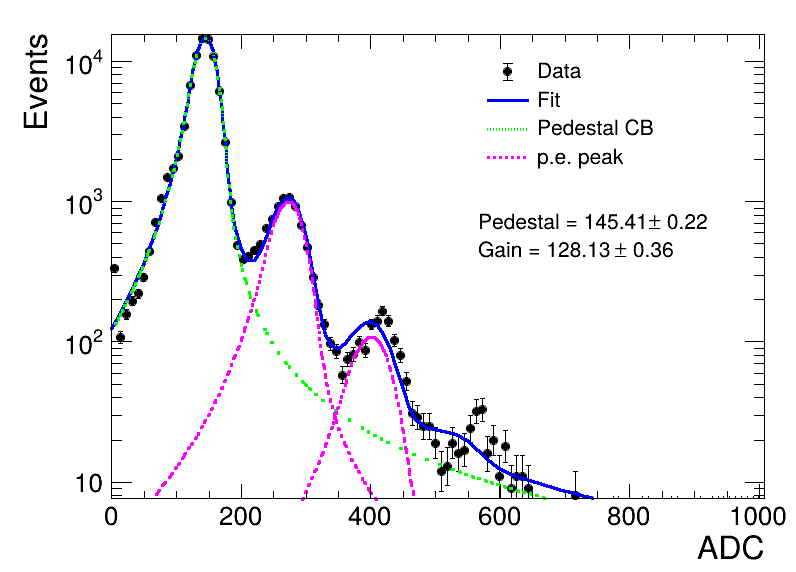 Events
10⁴
10³
10²
10
Data
Fit
Pedestal CB
p.e. peak
Pedestal = 145.41± 0.22
Gain = 128.13± 0.36
0 200 400 600 800 1000
ADC